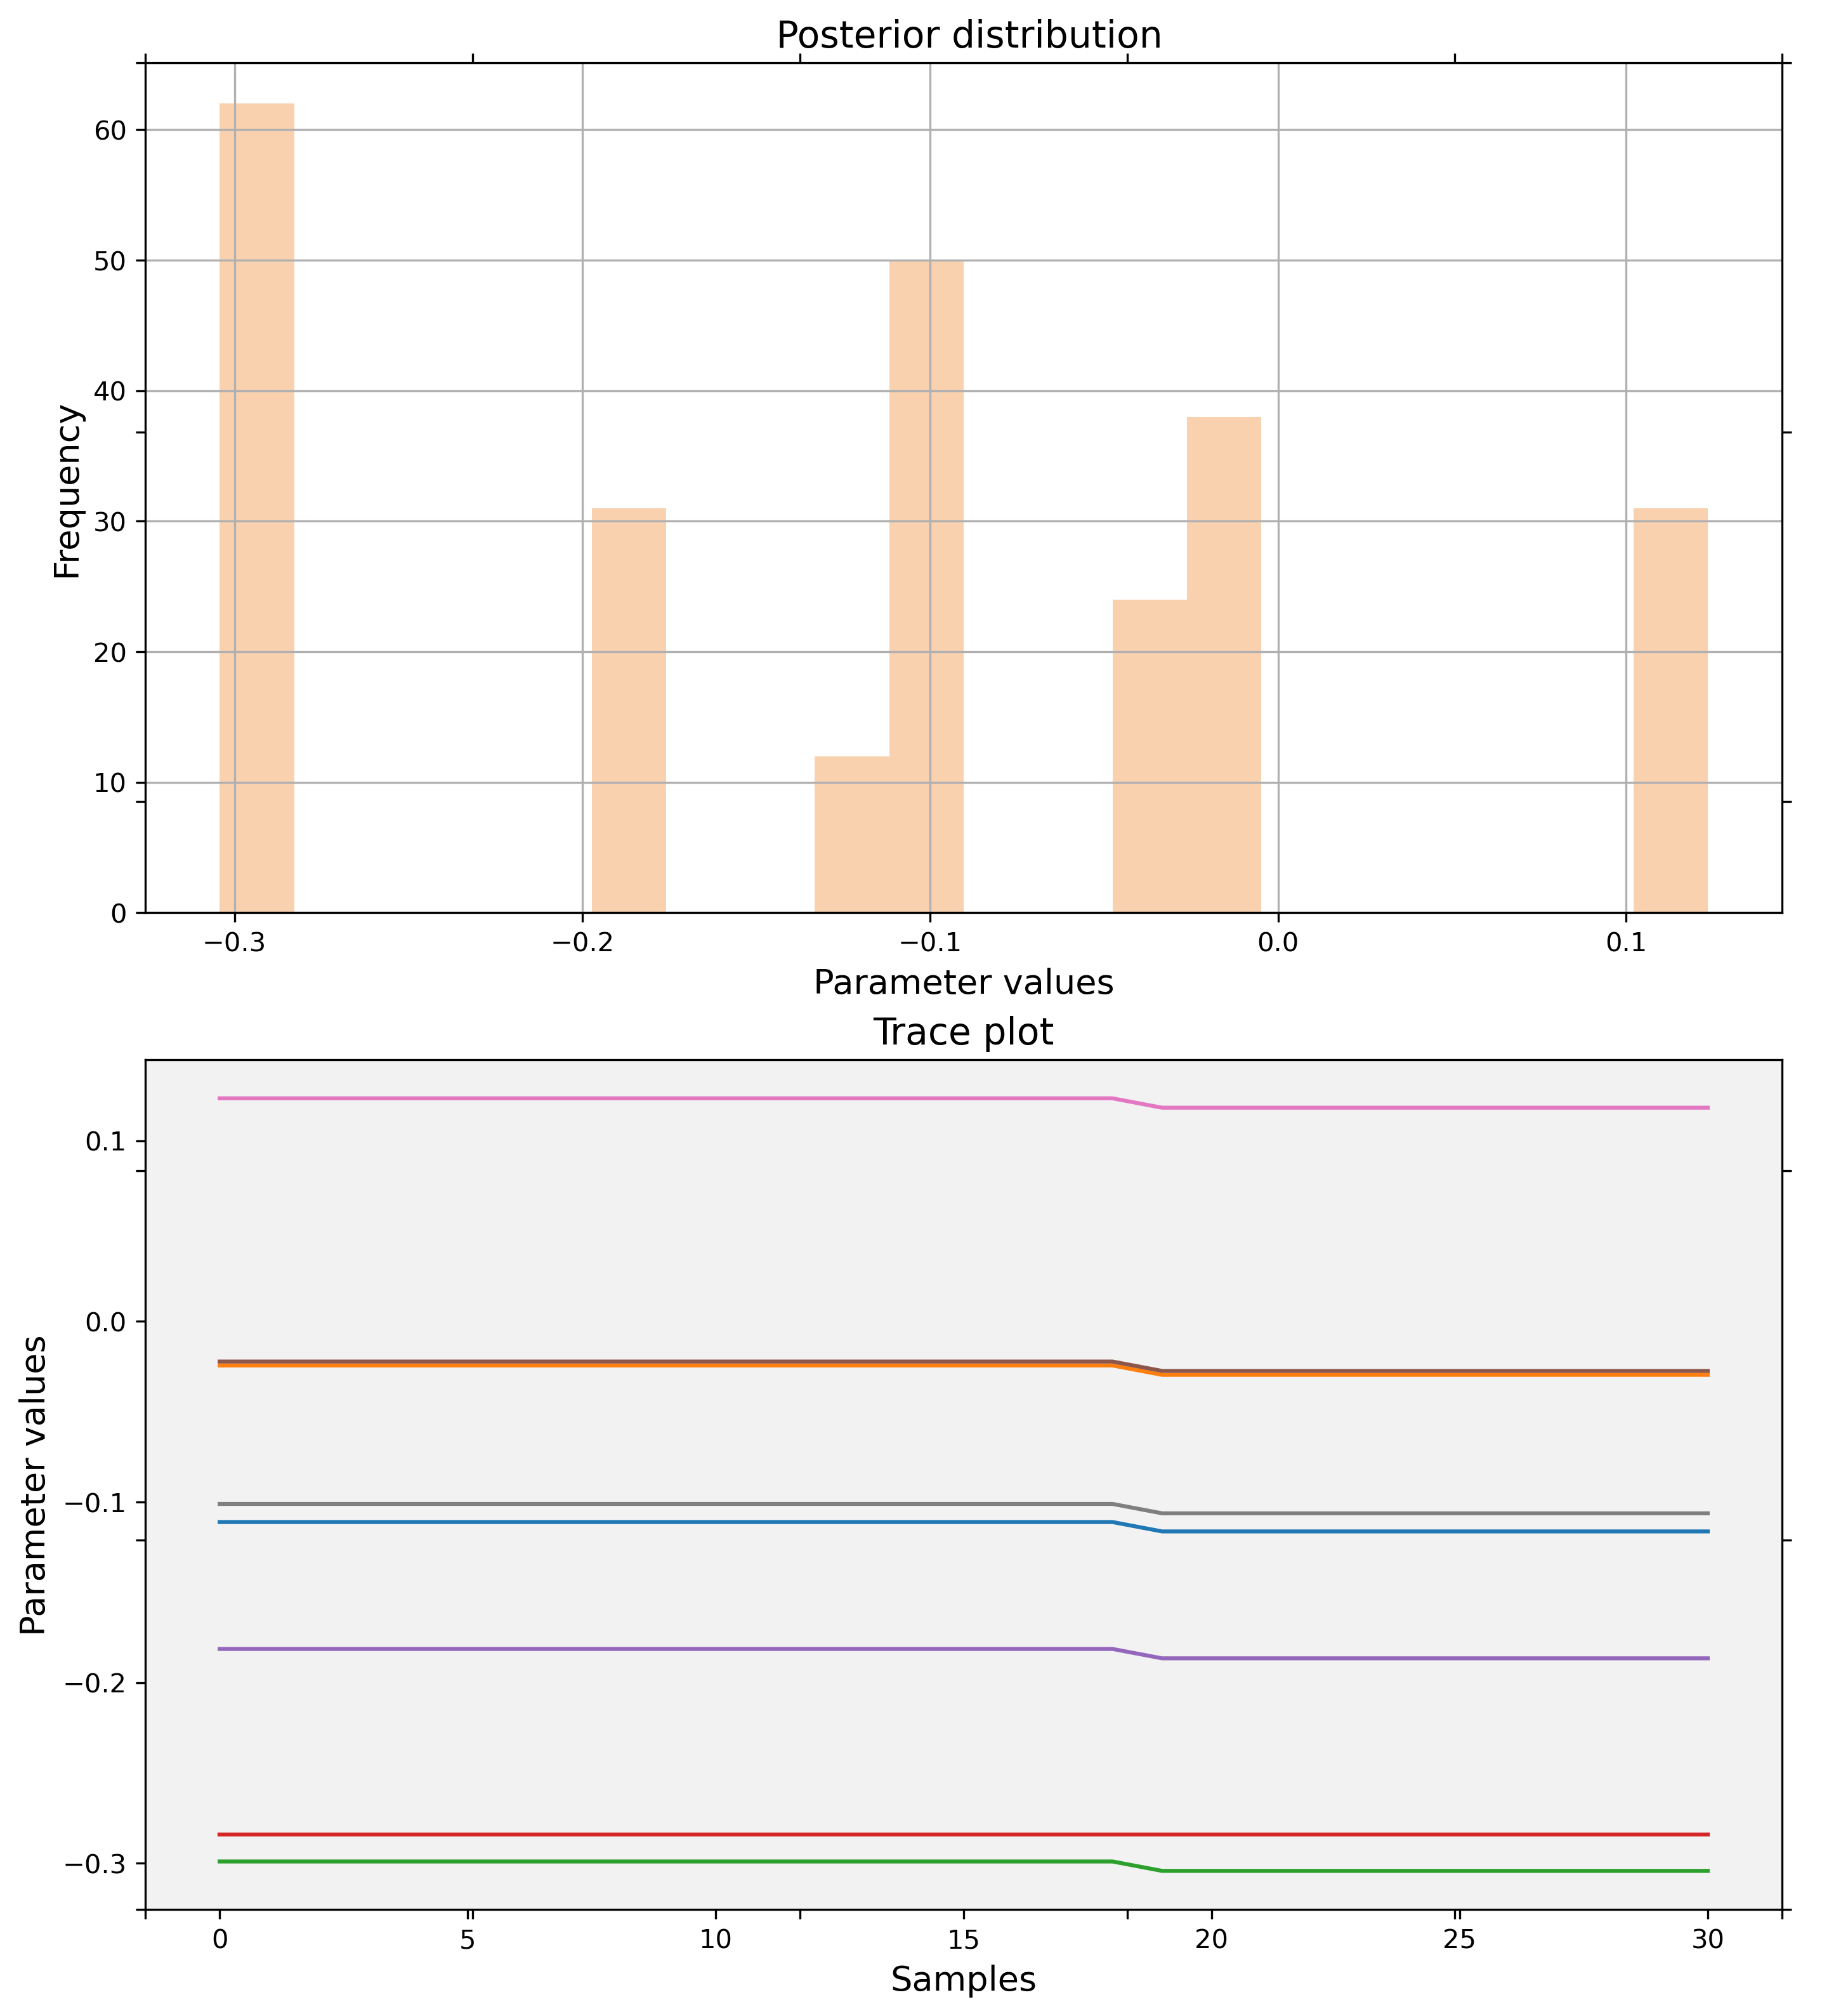 Posterior distribution
60
50
40
30
20
10
0
Frequency
−0.3 −0.2 −0.1 0.0 0.1
Parameter values
Trace plot
0.1
0.0
−0.1
−0.2
−0.3
Parameter values
0 5 10 15 20 25 30
Samples